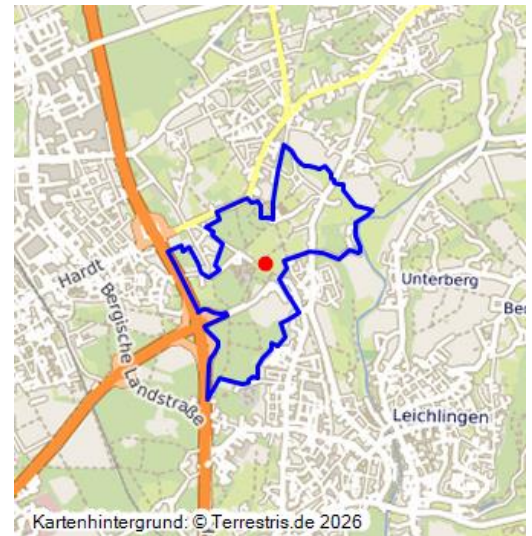 Hardt
Bergische Landstraße
Unterberg
Be
Leichlingen
Kartenhintergrund: © Terrestris.de 2026